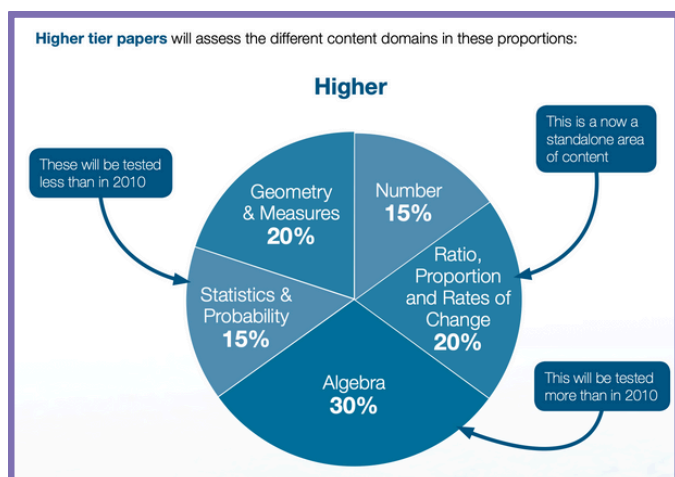 Higher tier papers will assess the different content domains in these proportions:
Higher
This is a now a
standalone area
of content
These will be tested
less than in 2010
Geometry
& Measures
20%
Number
15%
Ratio,
Proportion
and Rates of
Change
20%
Statistics &
Probability
15%
Algebra
30%
This will be tested
more than in 2010